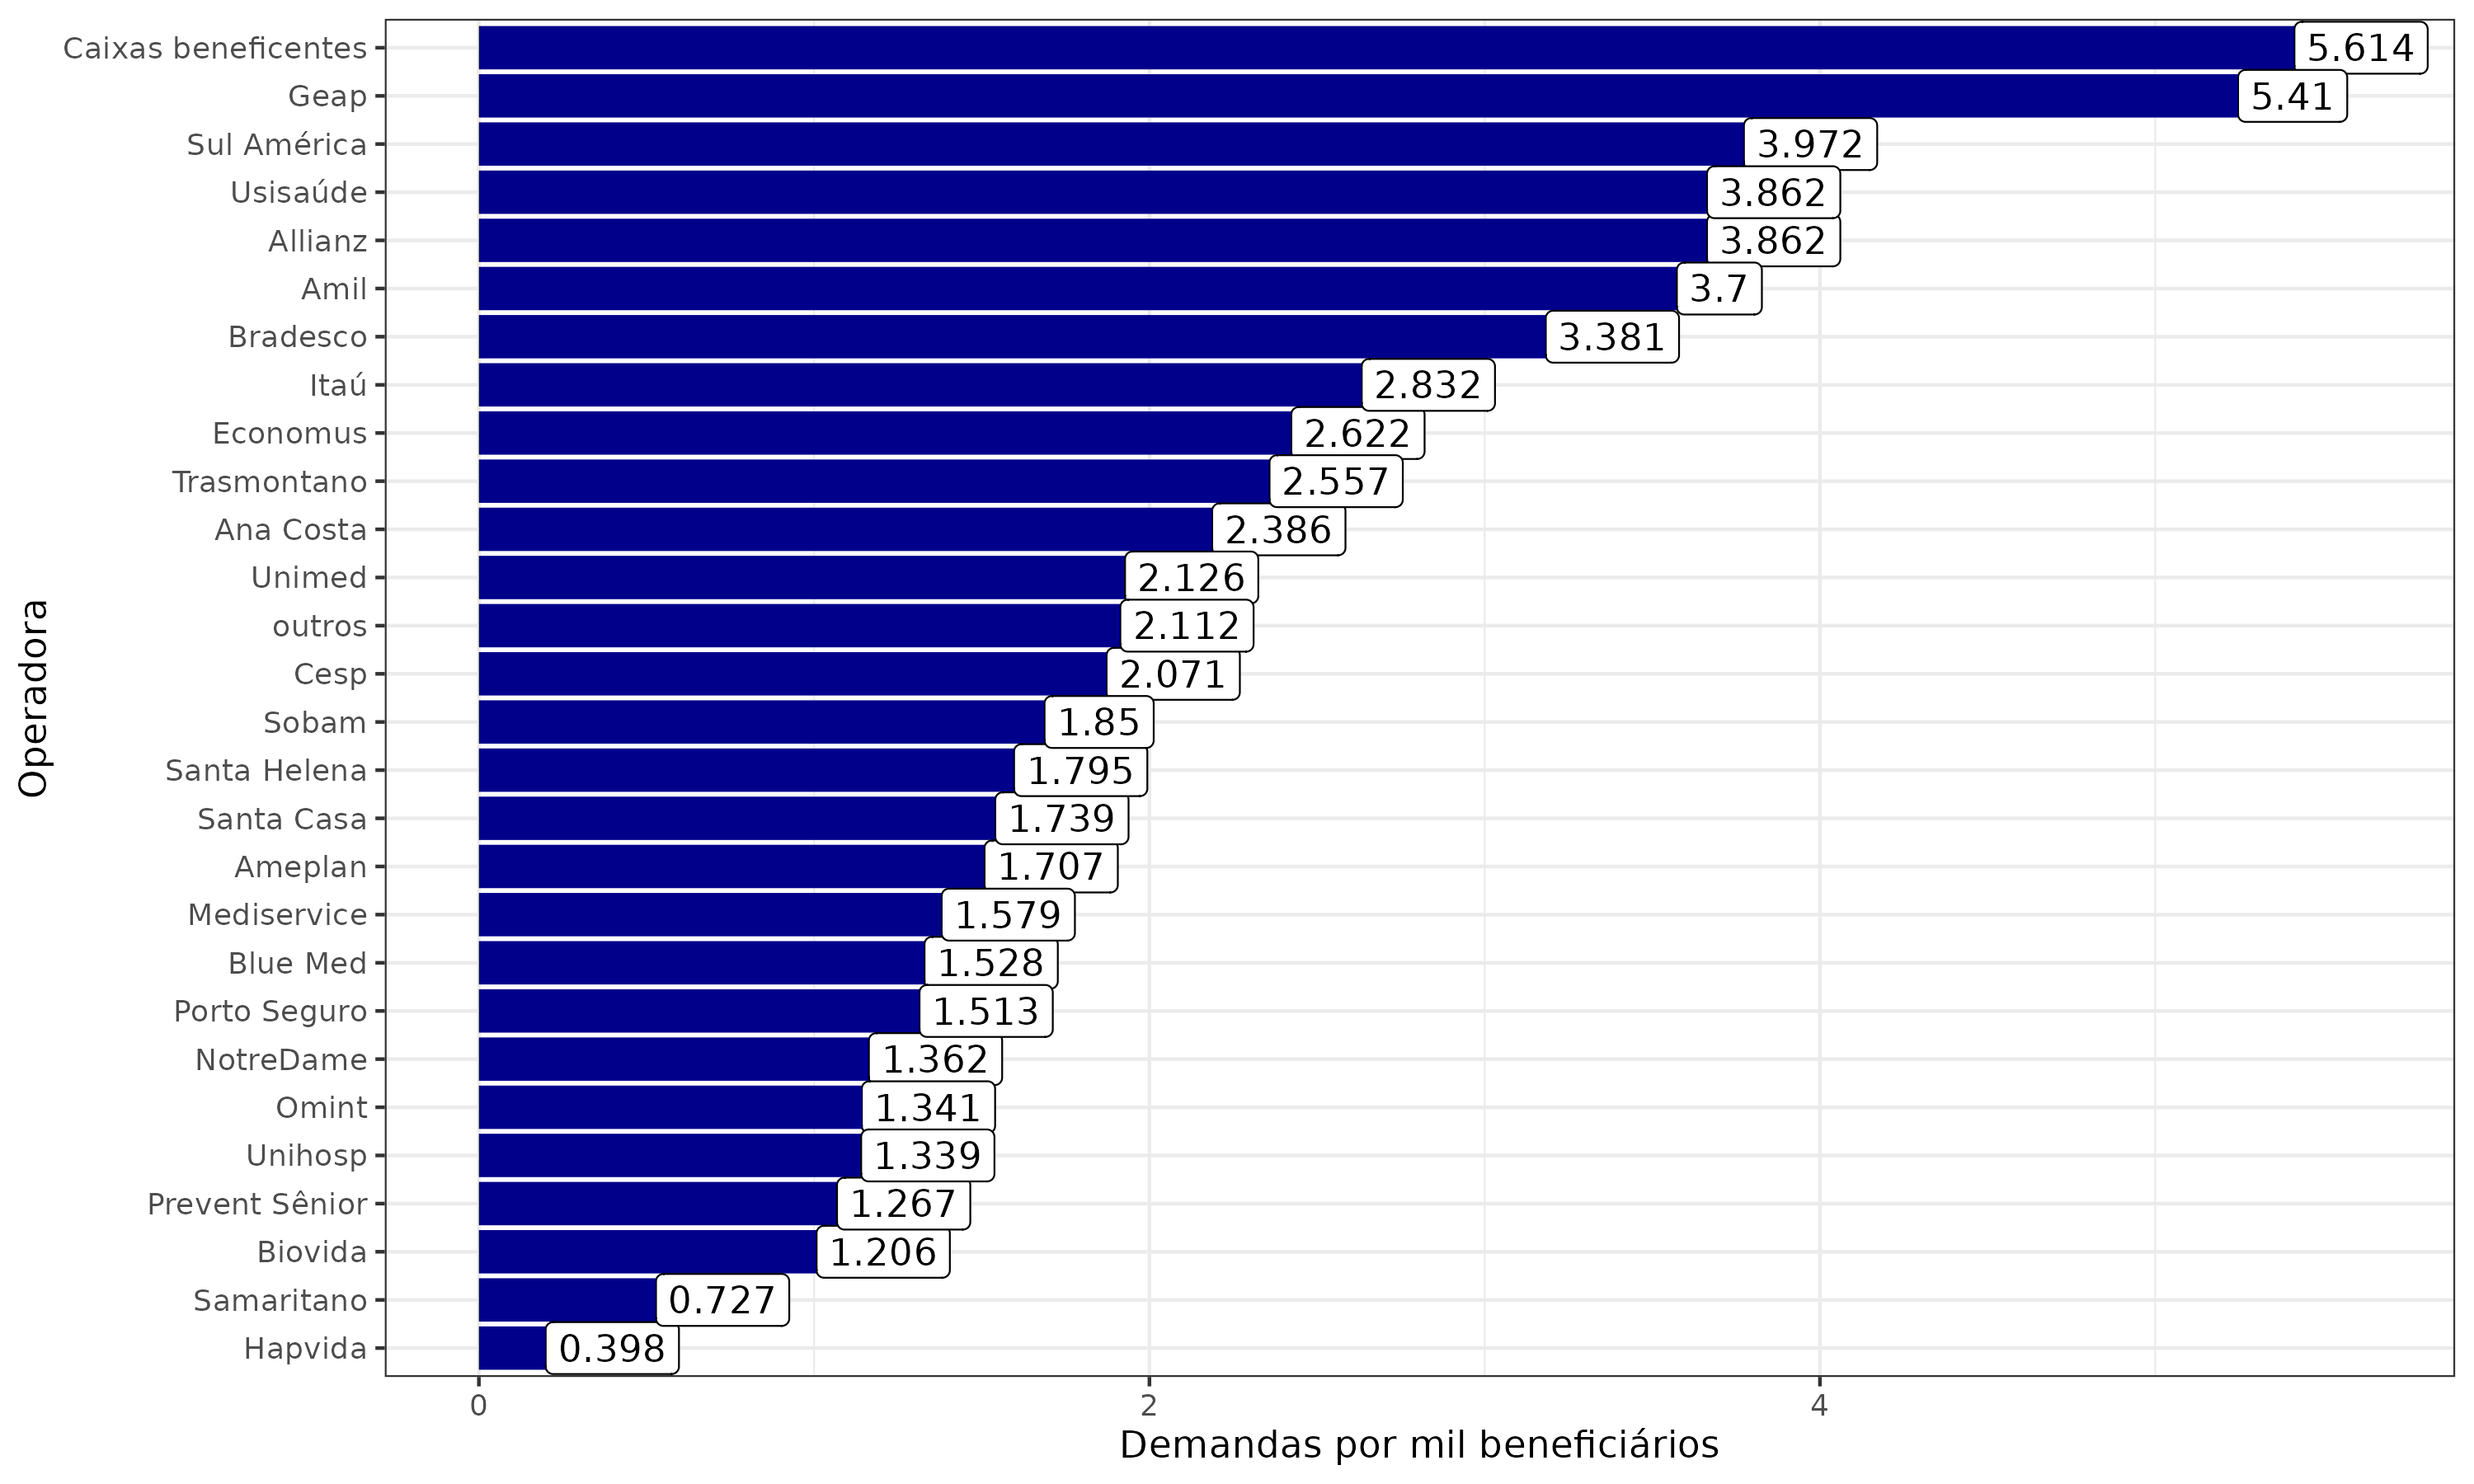 Operadora
Caixas beneficentes 5.614
Geap 5.41
Sul América 3.972
Usisaúde 3.862
Allianz 3.862
Amil 3.7
Bradesco 3.381
Itaú 2.832
Economus 2.622
Trasmontano 2.557
Ana Costa 2.386
Unimed 2.126
outros 2.112
Cesp 2.071
Sobam 1.85
Santa Helena 1.795
Santa Casa 1.739
Ameplan 1.707
Mediservice 1.579
Blue Med 1.528
Porto Seguro 1.513
NotreDame 1.362
Omint 1.341
Unihosp 1.339
Prevent Sênior 1.267
Biovida 1.206
Samaritano 0.727
Hapvida 0.398
0 2 4
Demandas por mil beneficiários